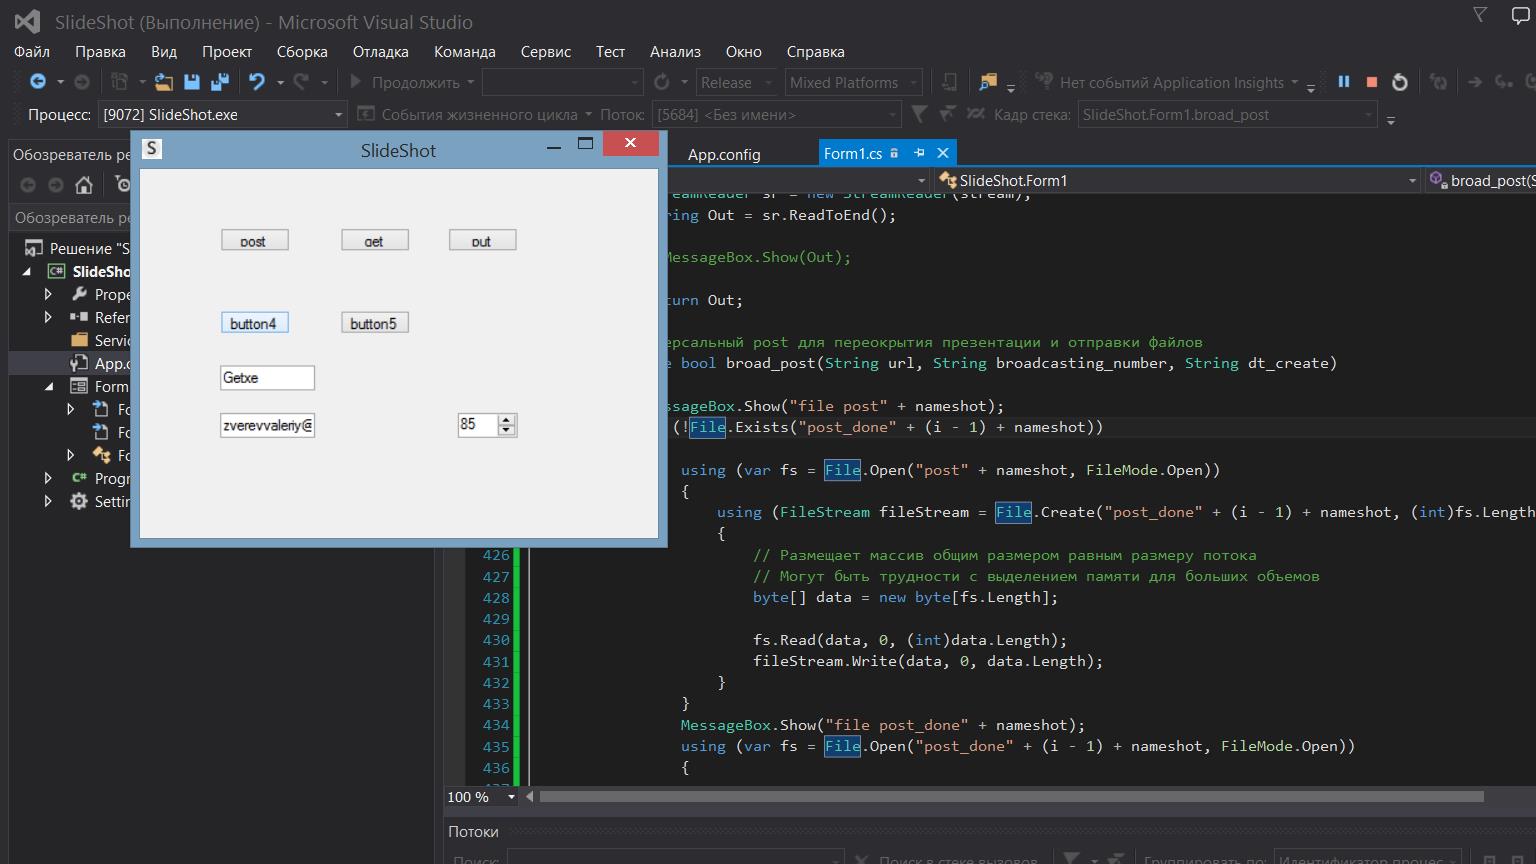 SlideShot (Выполнение) - Microsoft Visual Studio
Файл Правка Вид Проект Сборка Отладка Команда Сервис Тест Анализ Окно Справка
Продолжить Release Mixed Platforms Нет событий Application Insights
Процесс: [9072] SlideShot.exe События жизненного цикла Поток: [5684] <Без имени> Кадр стека: SlideShot.Form1.broad_post
S SlideShot
Обозреватель ре
App.config Form1.cs
SlideShot.Form1 broad_post(S
Обозреватель ре
Решение "S
C# SlideSho
Prope
Refer
Servic
App.c
Form
Fo
Fo
Fo
C# Progr
Settin
post get put
button4 button5
Getxe
zverevvaleriy@ 85
reamReader sr = new StreamReader(stream);
ring Out = sr.ReadToEnd();
MessageBox.Show(Out);
turn Out;
ерсальный post для переокрытия презентации и отправки файлов
e bool broad_post(String url, String broadcasting_number, String dt_create)
ssageBox.Show("file post" + nameshot);
(!File.Exists("post_done" + (i - 1) + nameshot))
using (var fs = File.Open("post" + nameshot, FileMode.Open))
{
using (FileStream fileStream = File.Create("post_done" + (i - 1) + nameshot, (int)fs.Length
{
426 // Размещает массив общим размером равным размеру потока
427 // Могут быть трудности с выделением памяти для больших объемов
428 byte[] data = new byte[fs.Length];
429
430 fs.Read(data, 0, (int)data.Length);
431 fileStream.Write(data, 0, data.Length);
432 }
433 }
434 MessageBox.Show("file post_done" + nameshot);
435 using (var fs = File.Open("post_done" + (i - 1) + nameshot, FileMode.Open))
436 {
100 %
Потоки
Поиск: Поиск в стеке вызовов Группировать по: Идентификатор процес